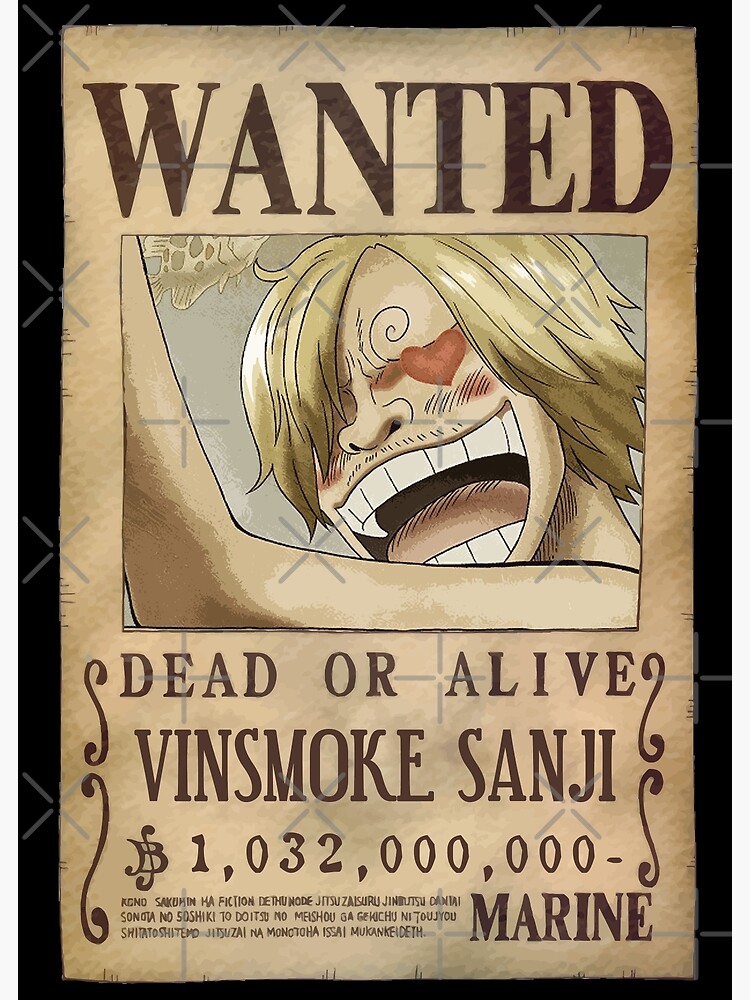 WANTED
DEAD OR ALIVE
VINSMOKE SANJI
฿ 1,032,000,000-
KONO SAKUHIN HA FICTION DETHUNODE JITSUZAISURU JINBUTSU DANTAI
SONOTA NO SOSHIKI TO DOITSU NO MEISHOU GA GEKICHU NI TOUJYOU
SHITATOSHITEMO JITSUZAI NA MONOTOHA ISSAI MUKANKEIDETH.
MARINE